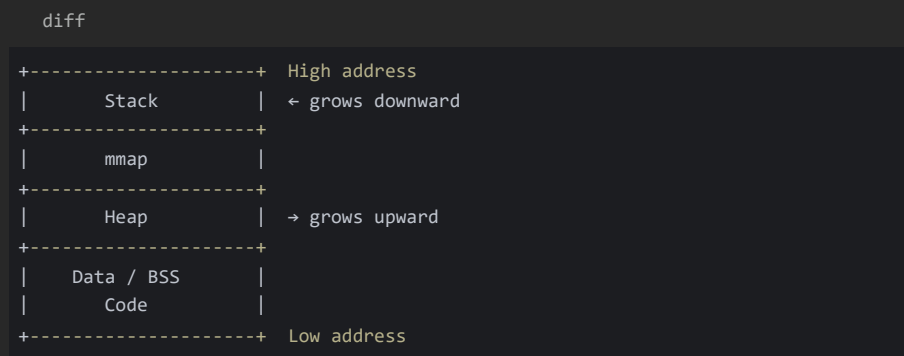 diff
+---------------------+  High address
|       Stack         |  ← grows downward
+---------------------+
|       mmap          |
+---------------------+
|       Heap          |  → grows upward
+---------------------+
|    Data / BSS       |
|       Code          |
+---------------------+  Low address